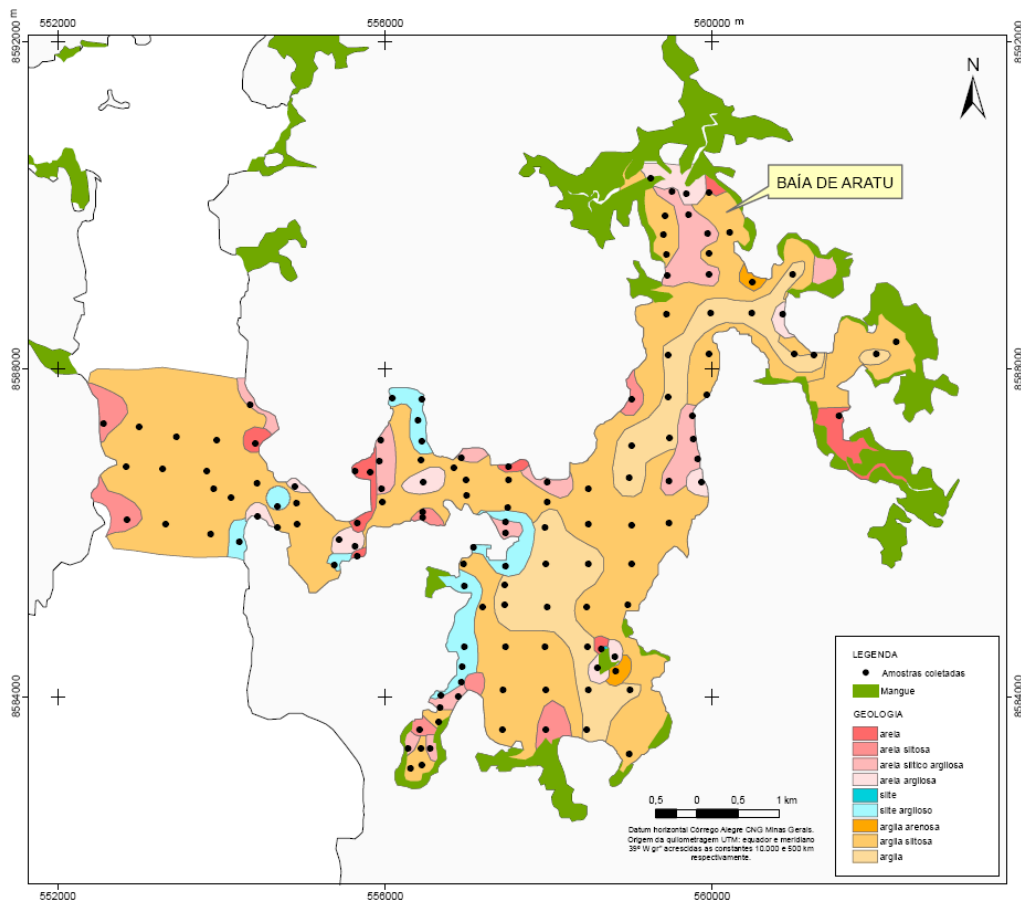 552000
556000
560000 m
8592000 m
8592000
N
BAÍA DE ARATU
8588000
8588000
8584000
8584000
LEGENDA
Amostras coletadas
Mangue
GEOLOGIA
areia
areia siltosa
areia síltico argilosa
areia argilosa
silte
silte argiloso
argila arenosa
argila siltosa
argila
0,5 0 0,5 1 km
Datum horizontal Córrego Alegre CNG Minas Gerais.
Origem da quilometragem UTM: equador e meridiano
39º W gr° acrescidas as constantes 10.000 e 500 km
respectivamente.
552000
556000
560000